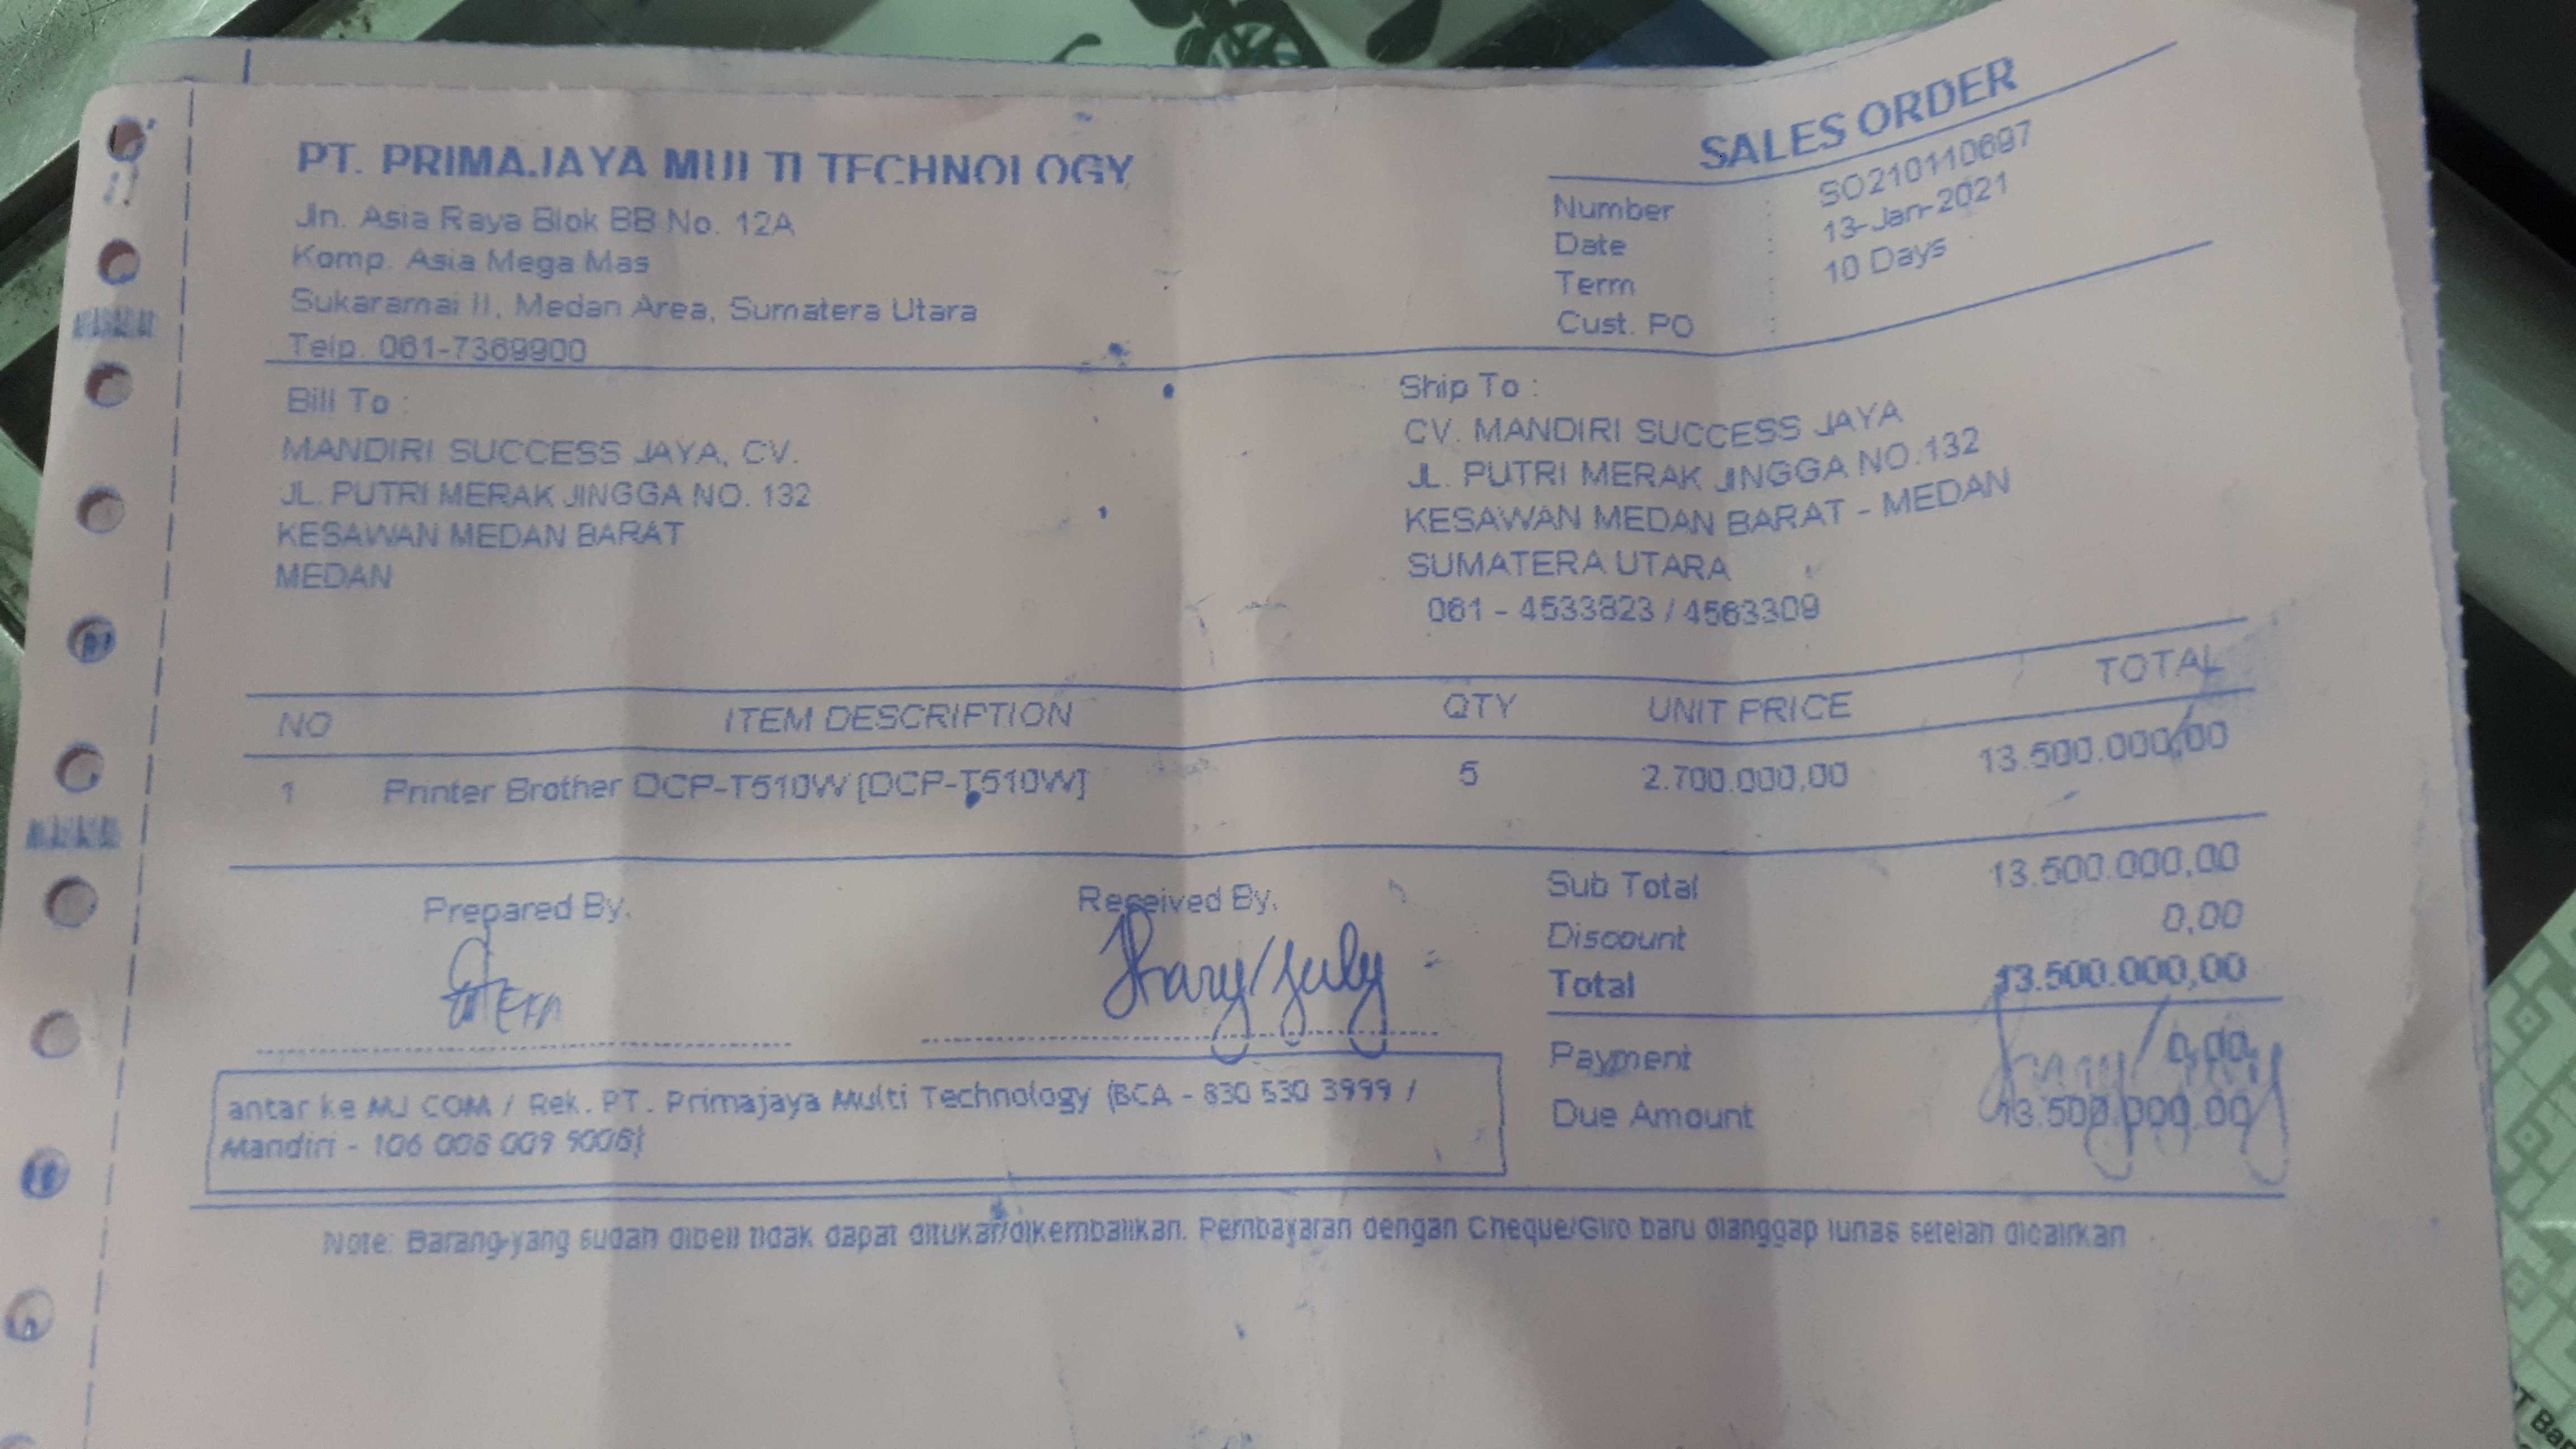 PT. PRIMAJAYA MULTI TECHNOLOGY
Jln. Asia Raya Blok BB No. 12A
Komp. Asia Mega Mas
Sukaramai II, Medan Area, Sumatera Utara
Telp. 061-7369900
SALES ORDER
Number : SO210110697
Date : 13-Jan-2021
Term : 10 Days
Cust. PO :
Bill To :
MANDIRI SUCCESS JAYA, CV.
JL. PUTRI MERAK JINGGA NO. 132
KESAWAN MEDAN BARAT
MEDAN
Ship To :
CV. MANDIRI SUCCESS JAYA
JL. PUTRI MERAK JINGGA NO.132
KESAWAN MEDAN BARAT - MEDAN
SUMATERA UTARA
061 - 4533823 / 4563309
NO ITEM DESCRIPTION QTY UNIT PRICE TOTAL
1 Printer Brother DCP-T510W [DCP-T510W] 5 2.700.000,00 13.500.000,00
Sub Total 13.500.000,00
Discount 0,00
Total 13.500.000,00
Payment 0,00
Due Amount 13.500.000,00
Prepared By,
Received By,
antar ke MJ COM / Rek. PT. Primajaya Multi Technology (BCA - 830 530 3999 /
Mandiri - 106 006 009 9006)
Note: Barang yang sudah dibeli tidak dapat ditukar/dikembalikan. Pembayaran dengan Cheque/Giro baru dianggap lunas setelah dicairkan